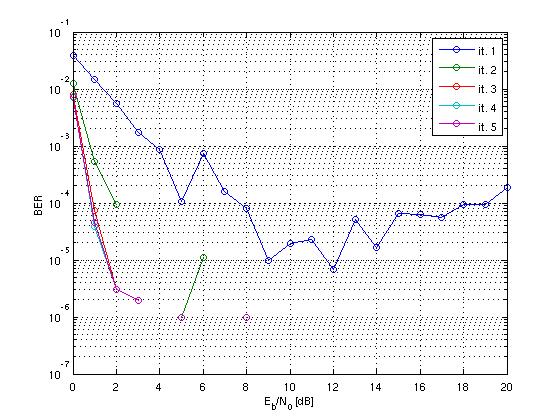 10^-1
10^-2
10^-3
10^-4
10^-5
10^-6
10^-7
BER
it. 1
it. 2
it. 3
it. 4
it. 5
0 2 4 6 8 10 12 14 16 18 20
E_b/N_0 [dB]